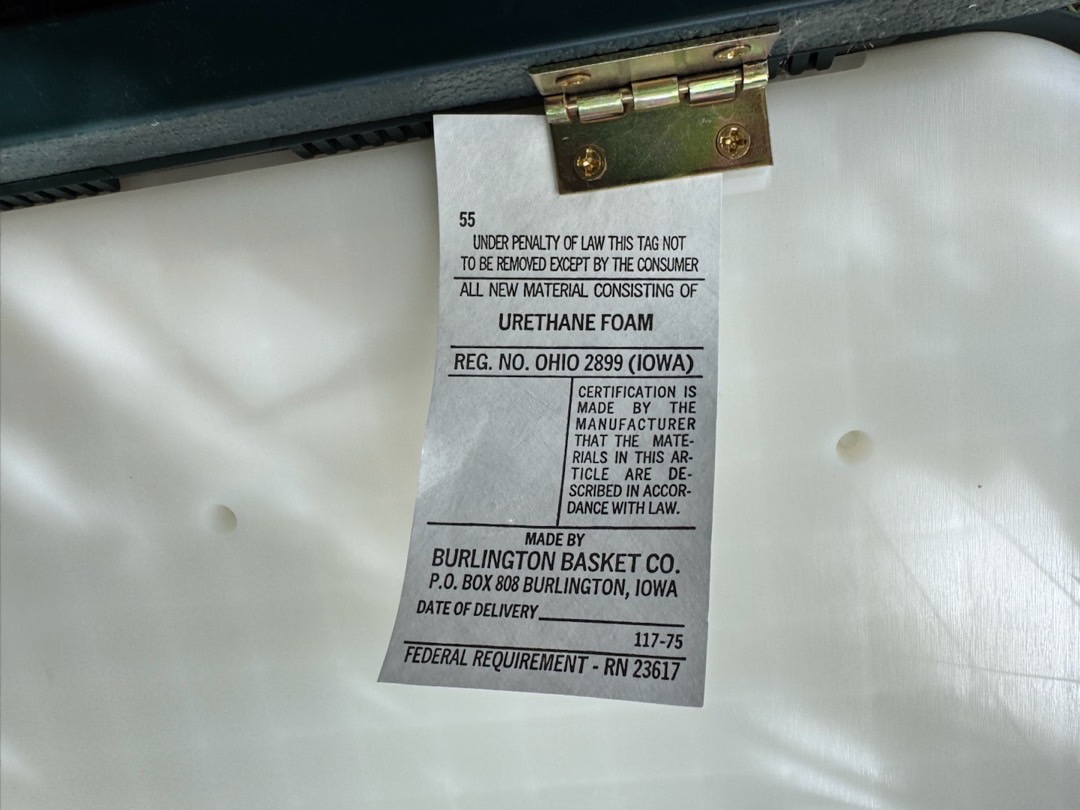 55
UNDER PENALTY OF LAW THIS TAG NOT
TO BE REMOVED EXCEPT BY THE CONSUMER
ALL NEW MATERIAL CONSISTING OF
URETHANE FOAM
REG. NO. OHIO 2899 (IOWA)
CERTIFICATION IS
MADE BY THE
MANUFACTURER
THAT THE MATE-
RIALS IN THIS AR-
TICLE ARE DE-
SCRIBED IN ACCOR-
DANCE WITH LAW.
MADE BY
BURLINGTON BASKET CO.
P.O. BOX 808 BURLINGTON, IOWA
DATE OF DELIVERY
117-75
FEDERAL REQUIREMENT - RN 23617